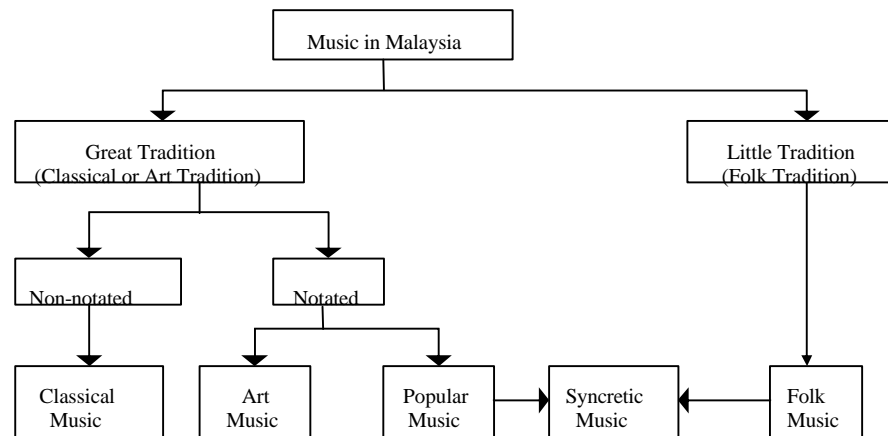 Music in Malaysia
Great Tradition
(Classical or Art Tradition)
Little Tradition
(Folk Tradition)
Non-notated
Notated
Classical
Music
Art
Music
Popular
Music
Syncretic
Music
Folk
Music